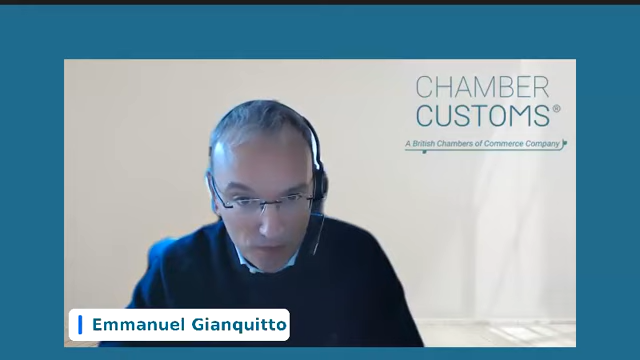 CHAMBER
CUSTOMS®
A British Chambers of Commerce Company
Emmanuel Gianquitto